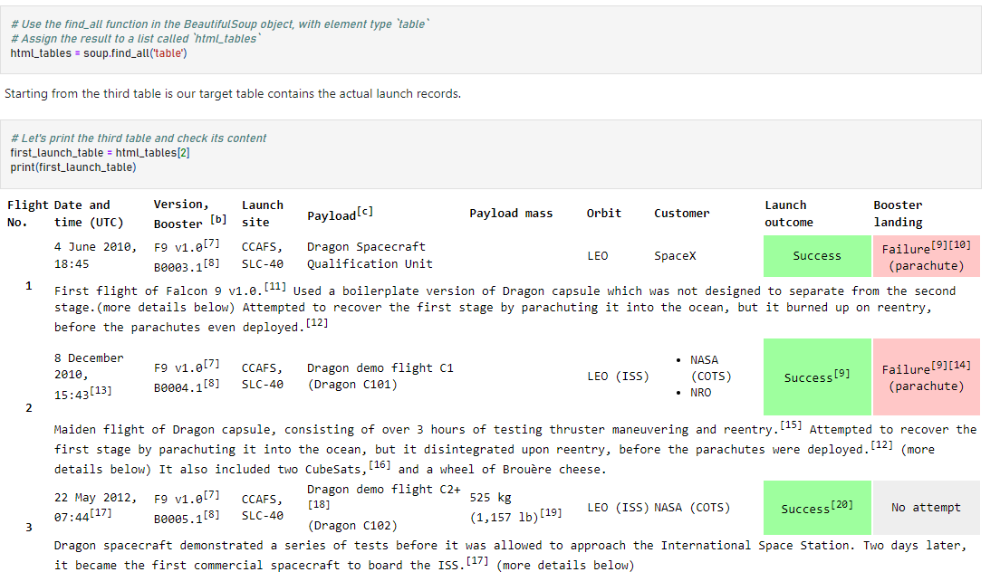 # Use the find_all function in the BeautifulSoup object, with element type `table`
# Assign the result to a list called `html_tables`
html_tables = soup.find_all('table')
Starting from the third table is our target table contains the actual launch records.
# Let's print the third table and check its content
first_launch_table = html_tables[2]
print(first_launch_table)
Flight No. Date and time (UTC) Version, Booster [b] Launch site Payload[c] Payload mass Orbit Customer Launch outcome Booster landing
1
4 June 2010, 18:45
F9 v1.0[7] B0003.1[8]
CCAFS, SLC-40
Dragon Spacecraft Qualification Unit
LEO
SpaceX
Success
Failure[9][10] (parachute)
First flight of Falcon 9 v1.0.[11] Used a boilerplate version of Dragon capsule which was not designed to separate from the second
stage.(more details below) Attempted to recover the first stage by parachuting it into the ocean, but it burned up on reentry,
before the parachutes even deployed.[12]
2
8 December 2010, 15:43[13]
F9 v1.0[7] B0004.1[8]
CCAFS, SLC-40
Dragon demo flight C1 (Dragon C101)
LEO (ISS)
• NASA (COTS)
• NRO
Success[9]
Failure[9][14] (parachute)
Maiden flight of Dragon capsule, consisting of over 3 hours of testing thruster maneuvering and reentry.[15] Attempted to recover the
first stage by parachuting it into the ocean, but it disintegrated upon reentry, before the parachutes were deployed.[12] (more
details below) It also included two CubeSats,[16] and a wheel of Brouère cheese.
3
22 May 2012, 07:44[17]
F9 v1.0[7] B0005.1[8]
CCAFS, SLC-40
Dragon demo flight C2+ [18] (Dragon C102)
525 kg (1,157 lb)[19]
LEO (ISS)
NASA (COTS)
Success[20]
No attempt
Dragon spacecraft demonstrated a series of tests before it was allowed to approach the International Space Station. Two days later,
it became the first commercial spacecraft to board the ISS.[17] (more details below)